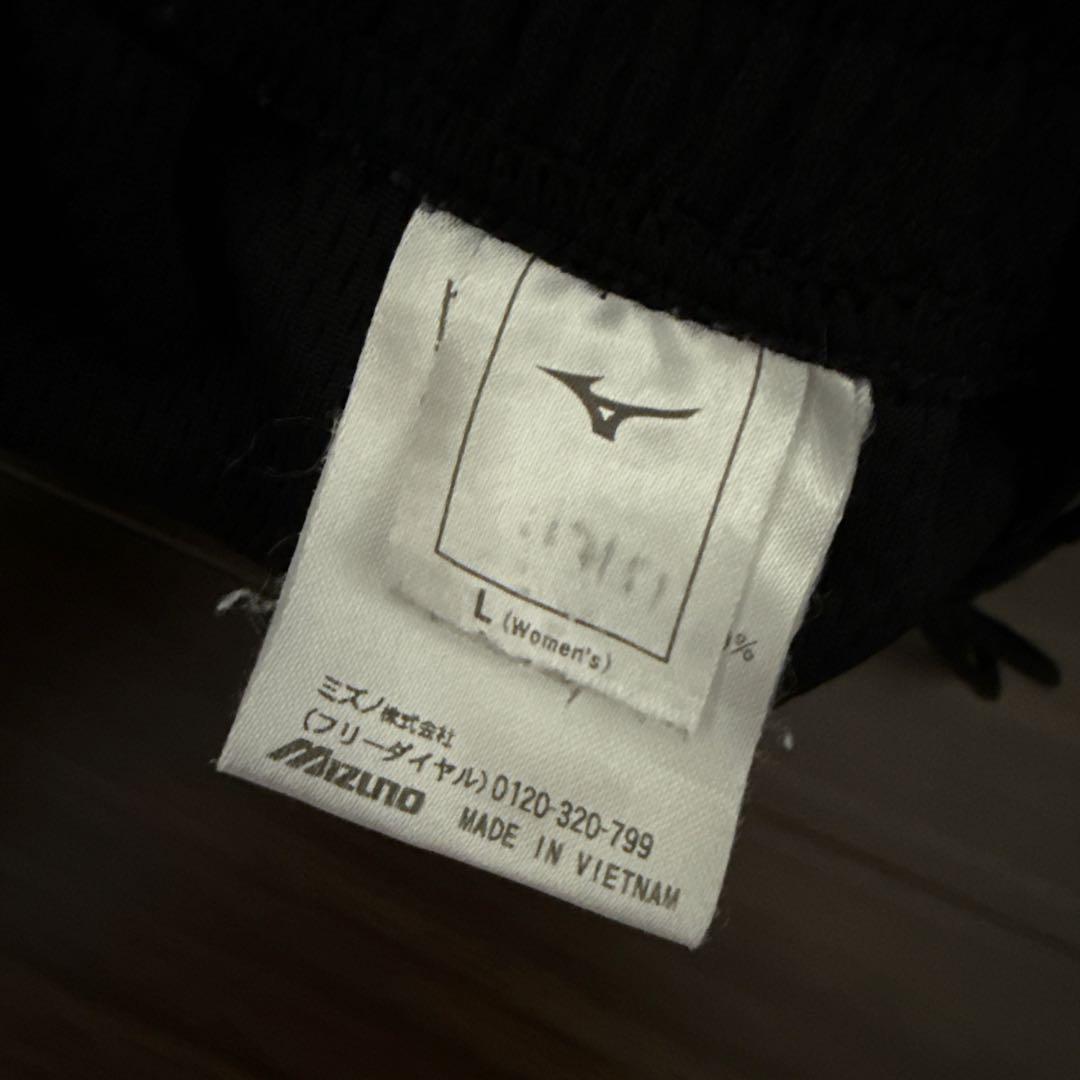 L (Women's)
%
ミズノ株式会社
(フリーダイヤル)0120-320-799
MIZUNO MADE IN VIETNAM